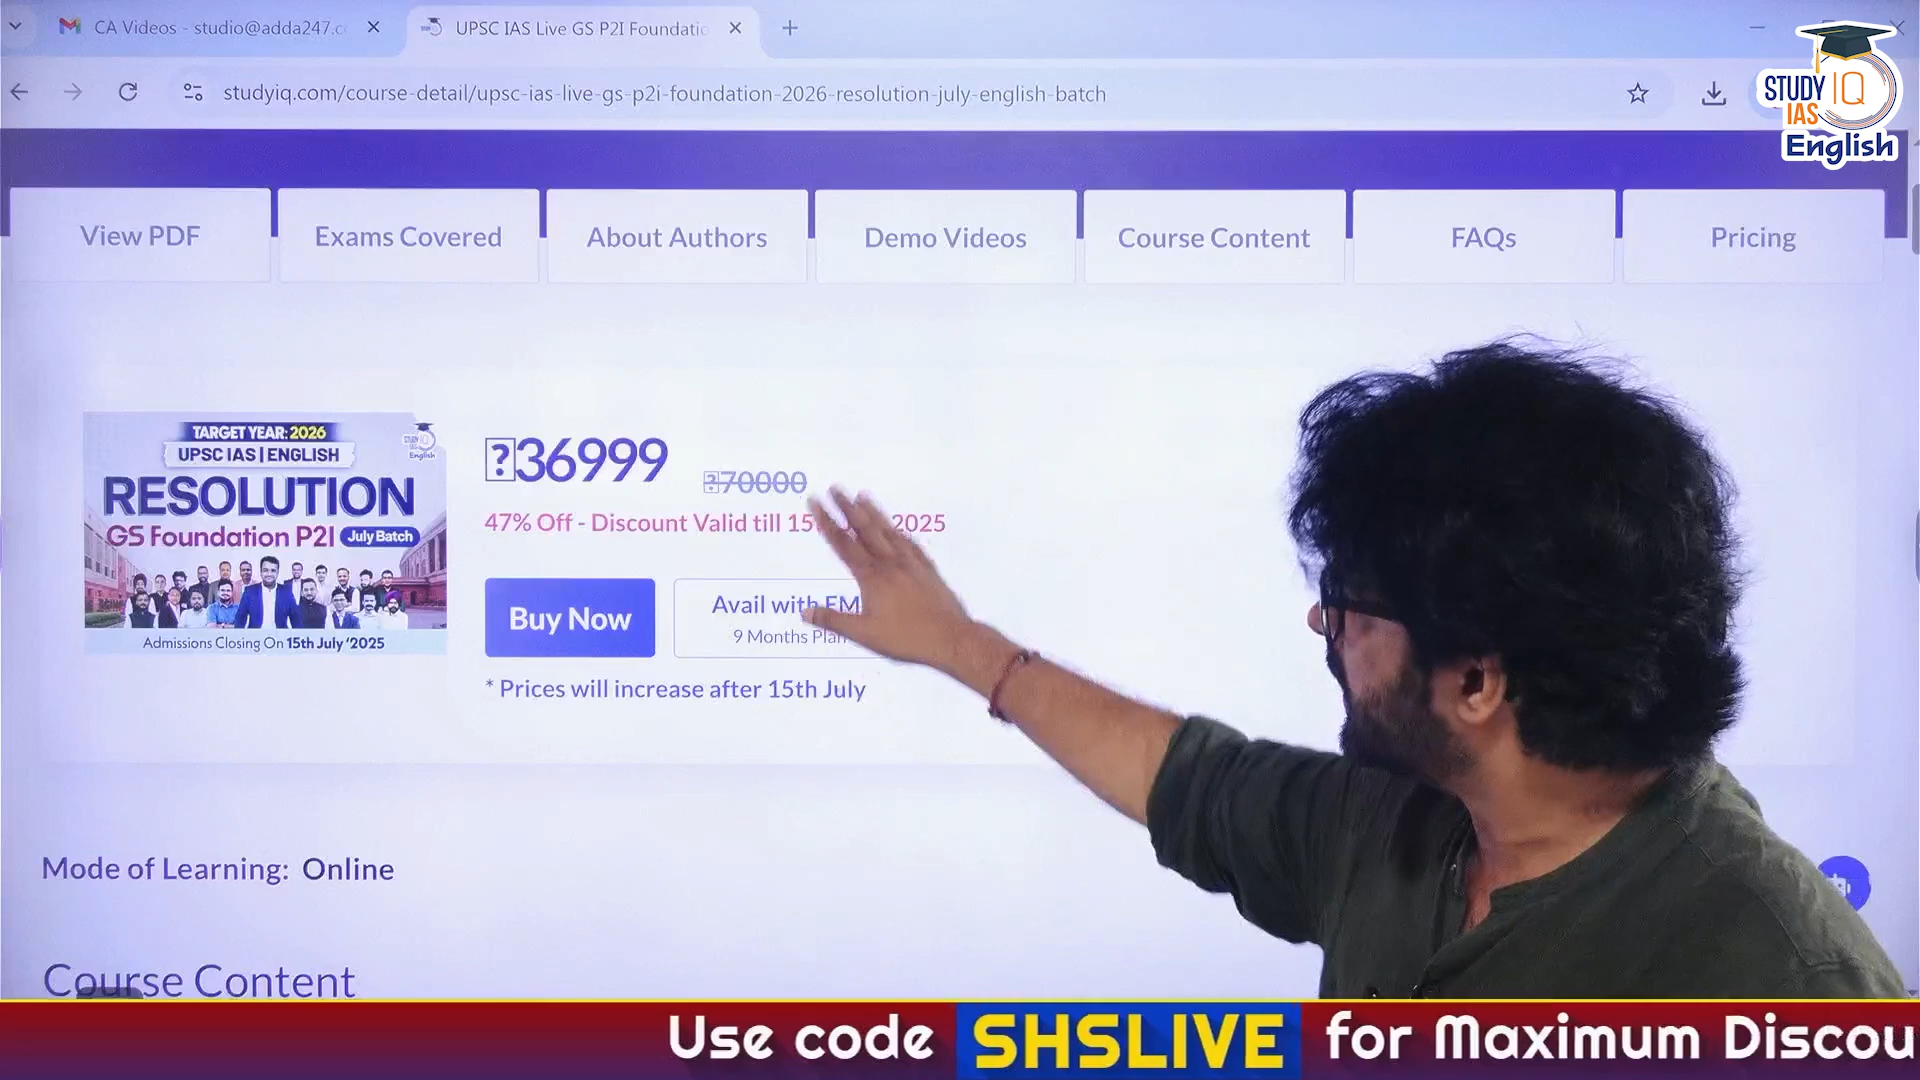 CA Videos - studio@adda247.c
UPSC IAS Live GS P2I Foundatio
studyiq.com/course-detail/upsc-ias-live-gs-p2i-foundation-2026-resolution-july-english-batch
STUDY IQ
IAS
English
View PDF
Exams Covered
About Authors
Demo Videos
Course Content
FAQs
Pricing
TARGET YEAR: 2026
UPSC IAS | ENGLISH
RESOLUTION
GS Foundation P2I July Batch
Admissions Closing On 15th July '2025
36999 70000
47% Off - Discount Valid till 15 2025
Buy Now
Avail with EM
9 Months Plan
* Prices will increase after 15th July
Mode of Learning: Online
Course Content
Use code SHSLIVE for Maximum Discou